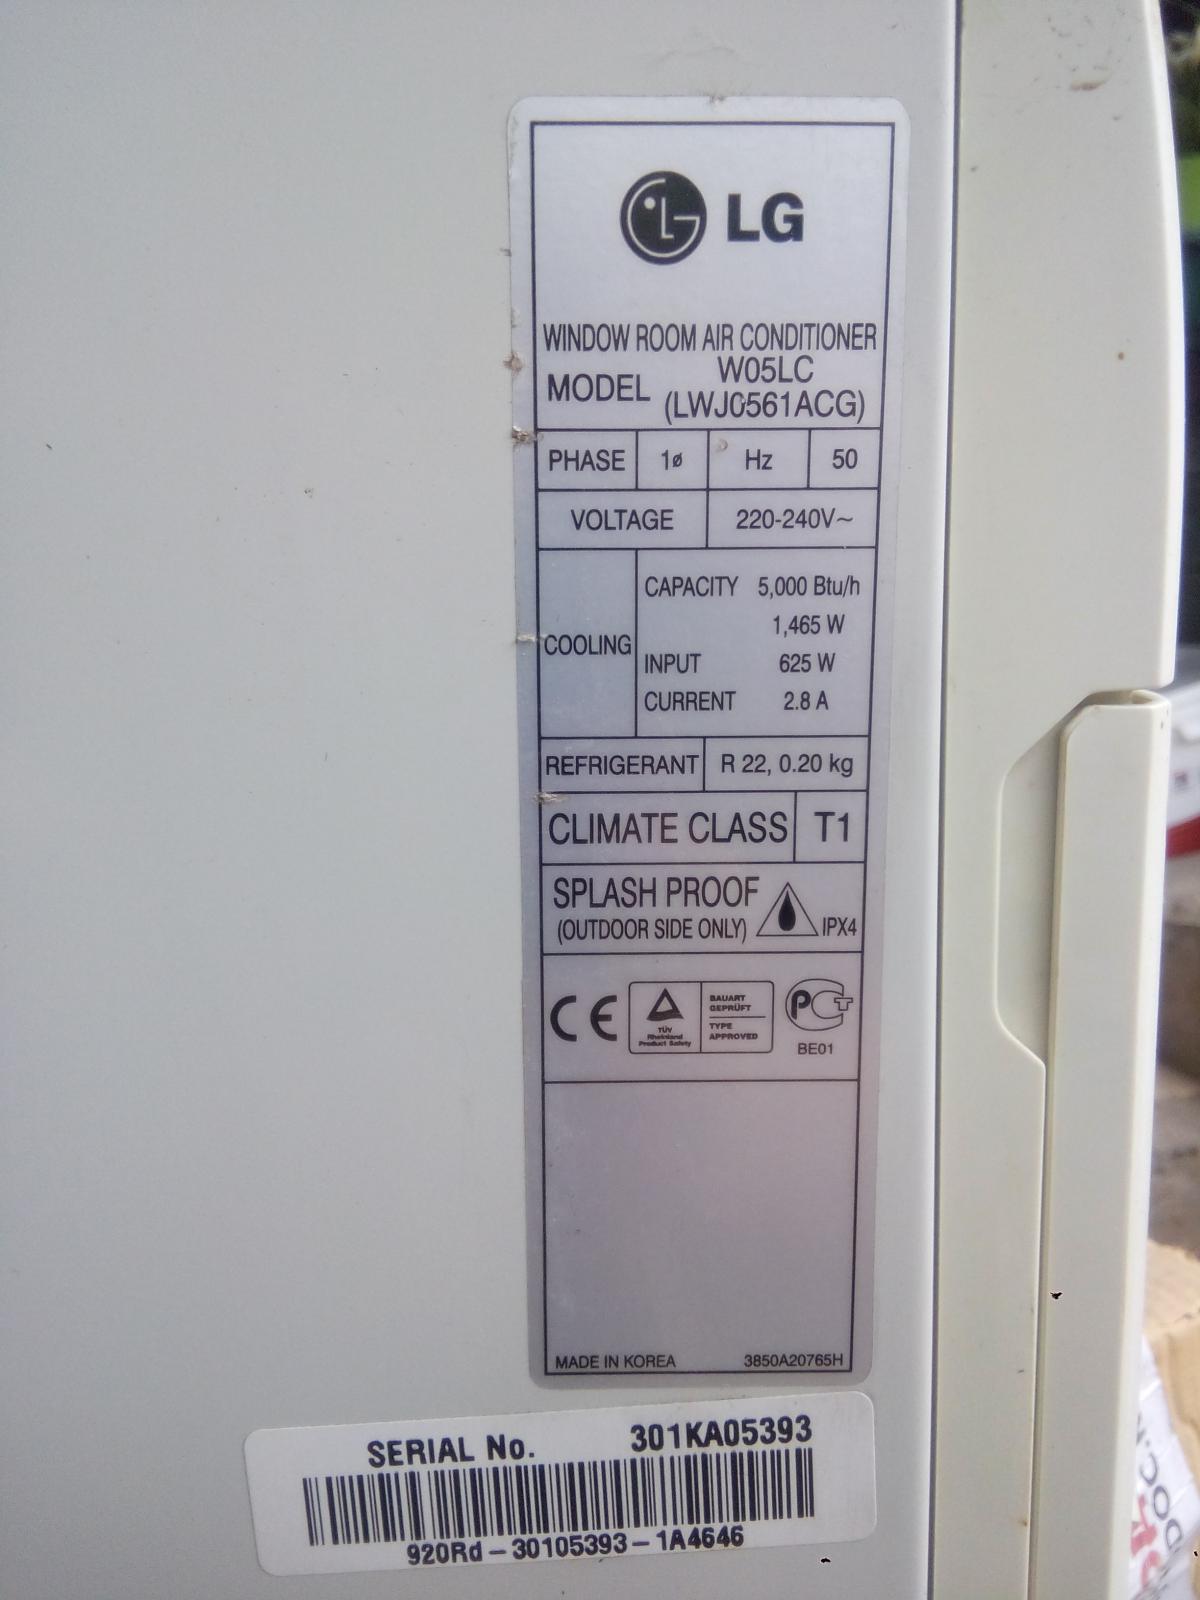 LG
WINDOW ROOM AIR CONDITIONER
MODEL W05LC
(LWJ0561ACG)
PHASE 1ø Hz 50
VOLTAGE 220-240V~
COOLING
CAPACITY 5,000 Btu/h
1,465 W
INPUT 625 W
CURRENT 2.8 A
REFRIGERANT R 22, 0.20 kg
CLIMATE CLASS T1
SPLASH PROOF
(OUTDOOR SIDE ONLY) IPX4
CE
TÜV
Rheinland
Product Safety
BAUART
GEPRÜFT
TYPE
APPROVED
PCT
BE01
MADE IN KOREA 3850A20765H
SERIAL No. 301KA05393
920Rd-30105393-1A4646